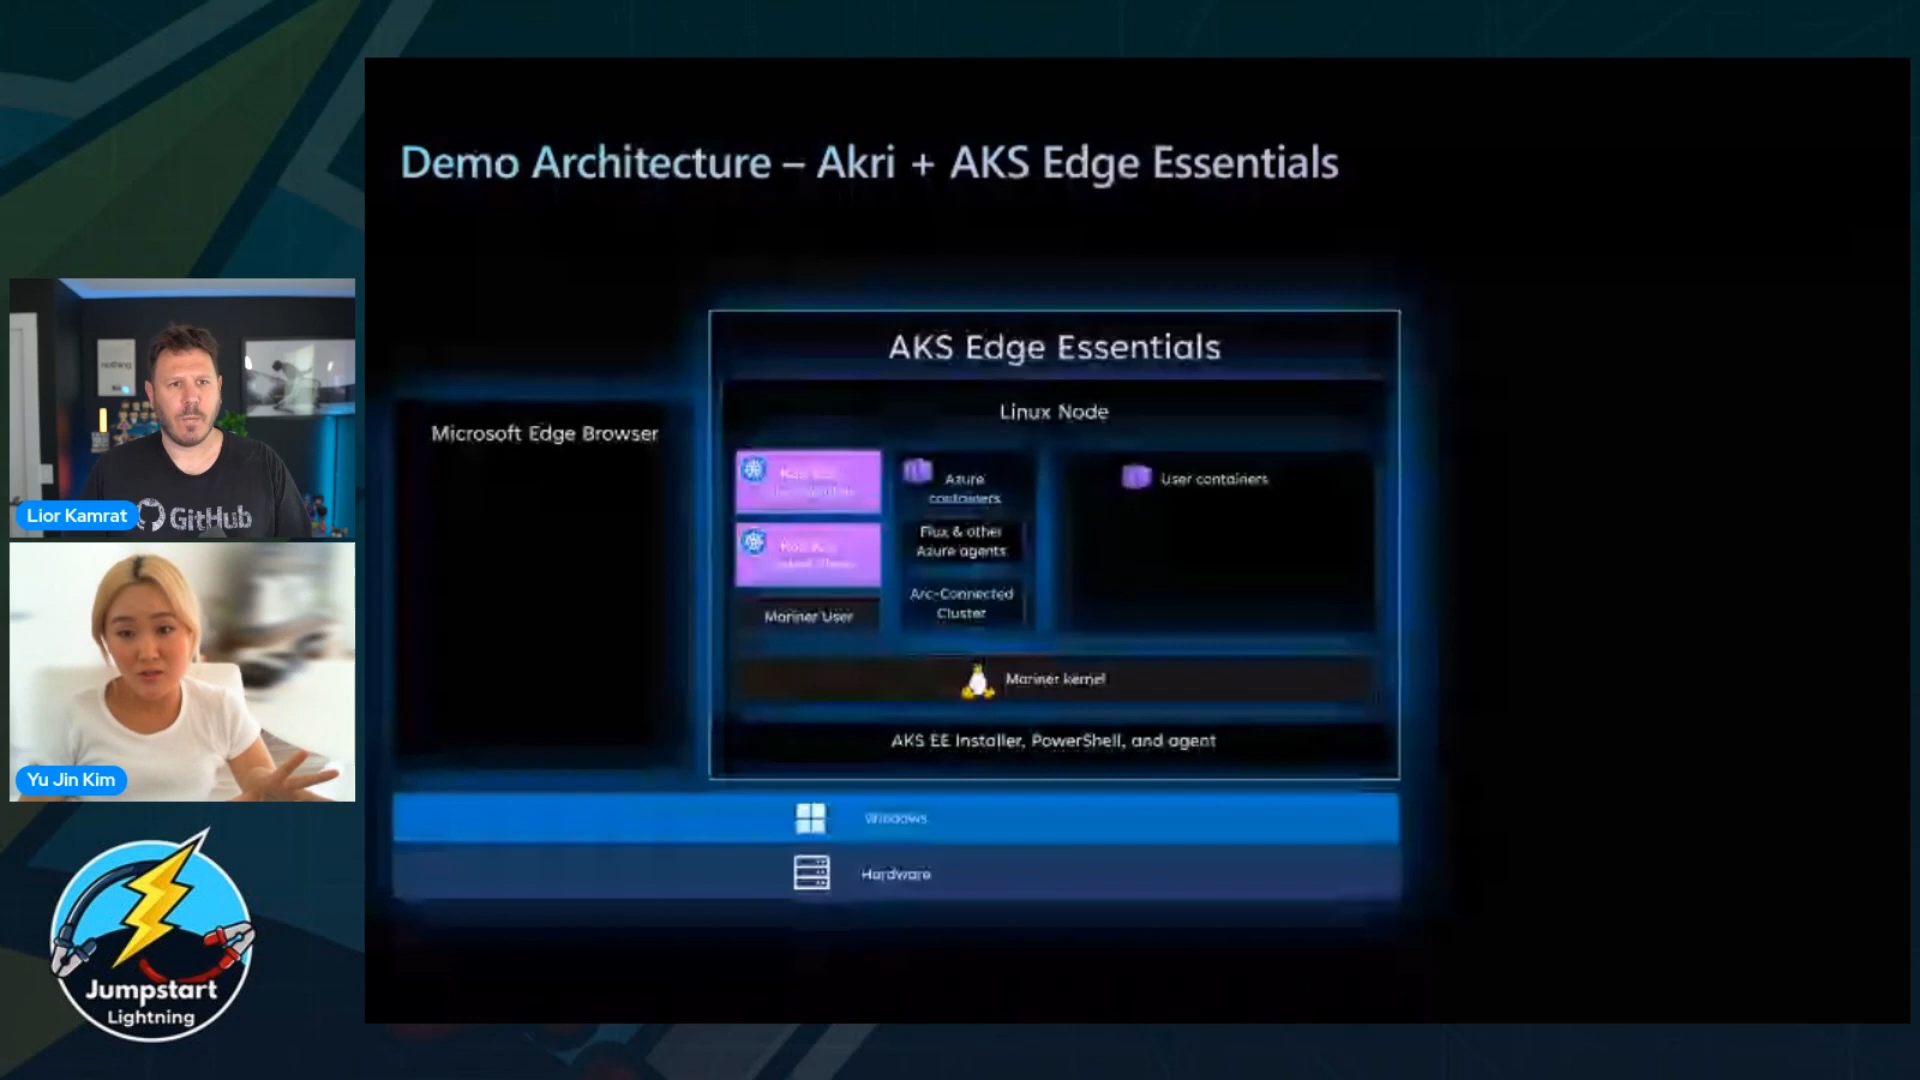 Demo Architecture – Akri + AKS Edge Essentials
AKS Edge Essentials
Linux Node
Microsoft Edge Browser
Azure
containers
User containers
Flux & other
Azure agents
Arc-Connected
Cluster
Mariner User
Mariner kernel
AKS EE Installer, PowerShell, and agent
Windows
Hardware
nothing
GitHub
Lior Kamrat
Yu Jin Kim
Jumpstart
Lightning